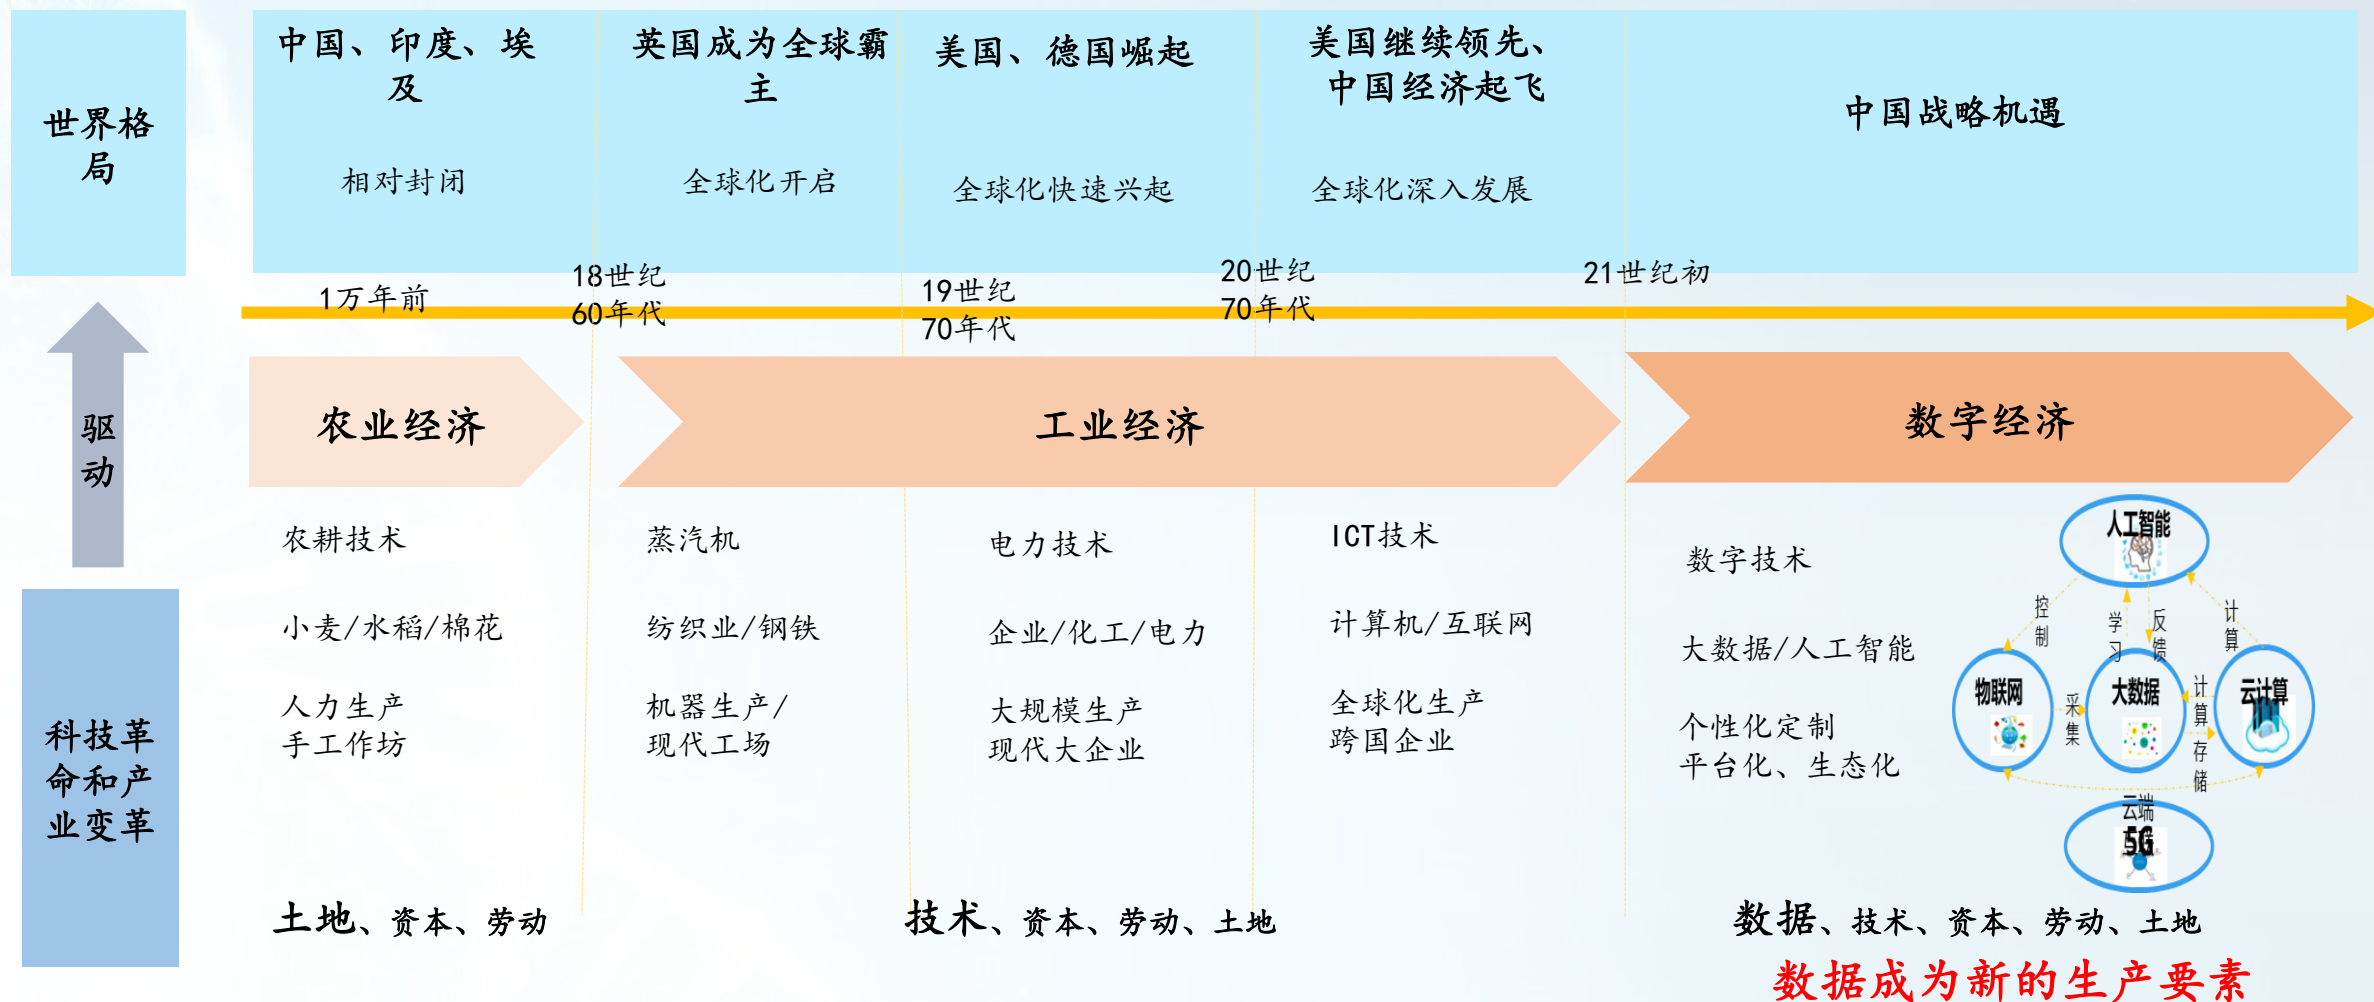 世界格
局
中国、印度、埃
及
相对封闭
英国成为全球霸
主
全球化开启
美国、德国崛起
全球化快速兴起
美国继续领先、
中国经济起飞
全球化深入发展
中国战略机遇
1万年前
18世纪
60年代
19世纪
70年代
20世纪
70年代
21世纪初
驱
动
农业经济
工业经济
数字经济
科技革
命和产
业变革
农耕技术
小麦/水稻/棉花
人力生产
手工作坊
蒸汽机
纺织业/钢铁
机器生产/
现代工场
电力技术
企业/化工/电力
大规模生产
现代大企业
ICT技术
计算机/互联网
全球化生产
跨国企业
数字技术
大数据/人工智能
个性化定制
平台化、生态化
人工智能
控制
学习
反馈
计算
物联网
采集
大数据
计算
存储
云计算
云端
5G
土地、资本、劳动
技术、资本、劳动、土地
数据、技术、资本、劳动、土地
数据成为新的生产要素